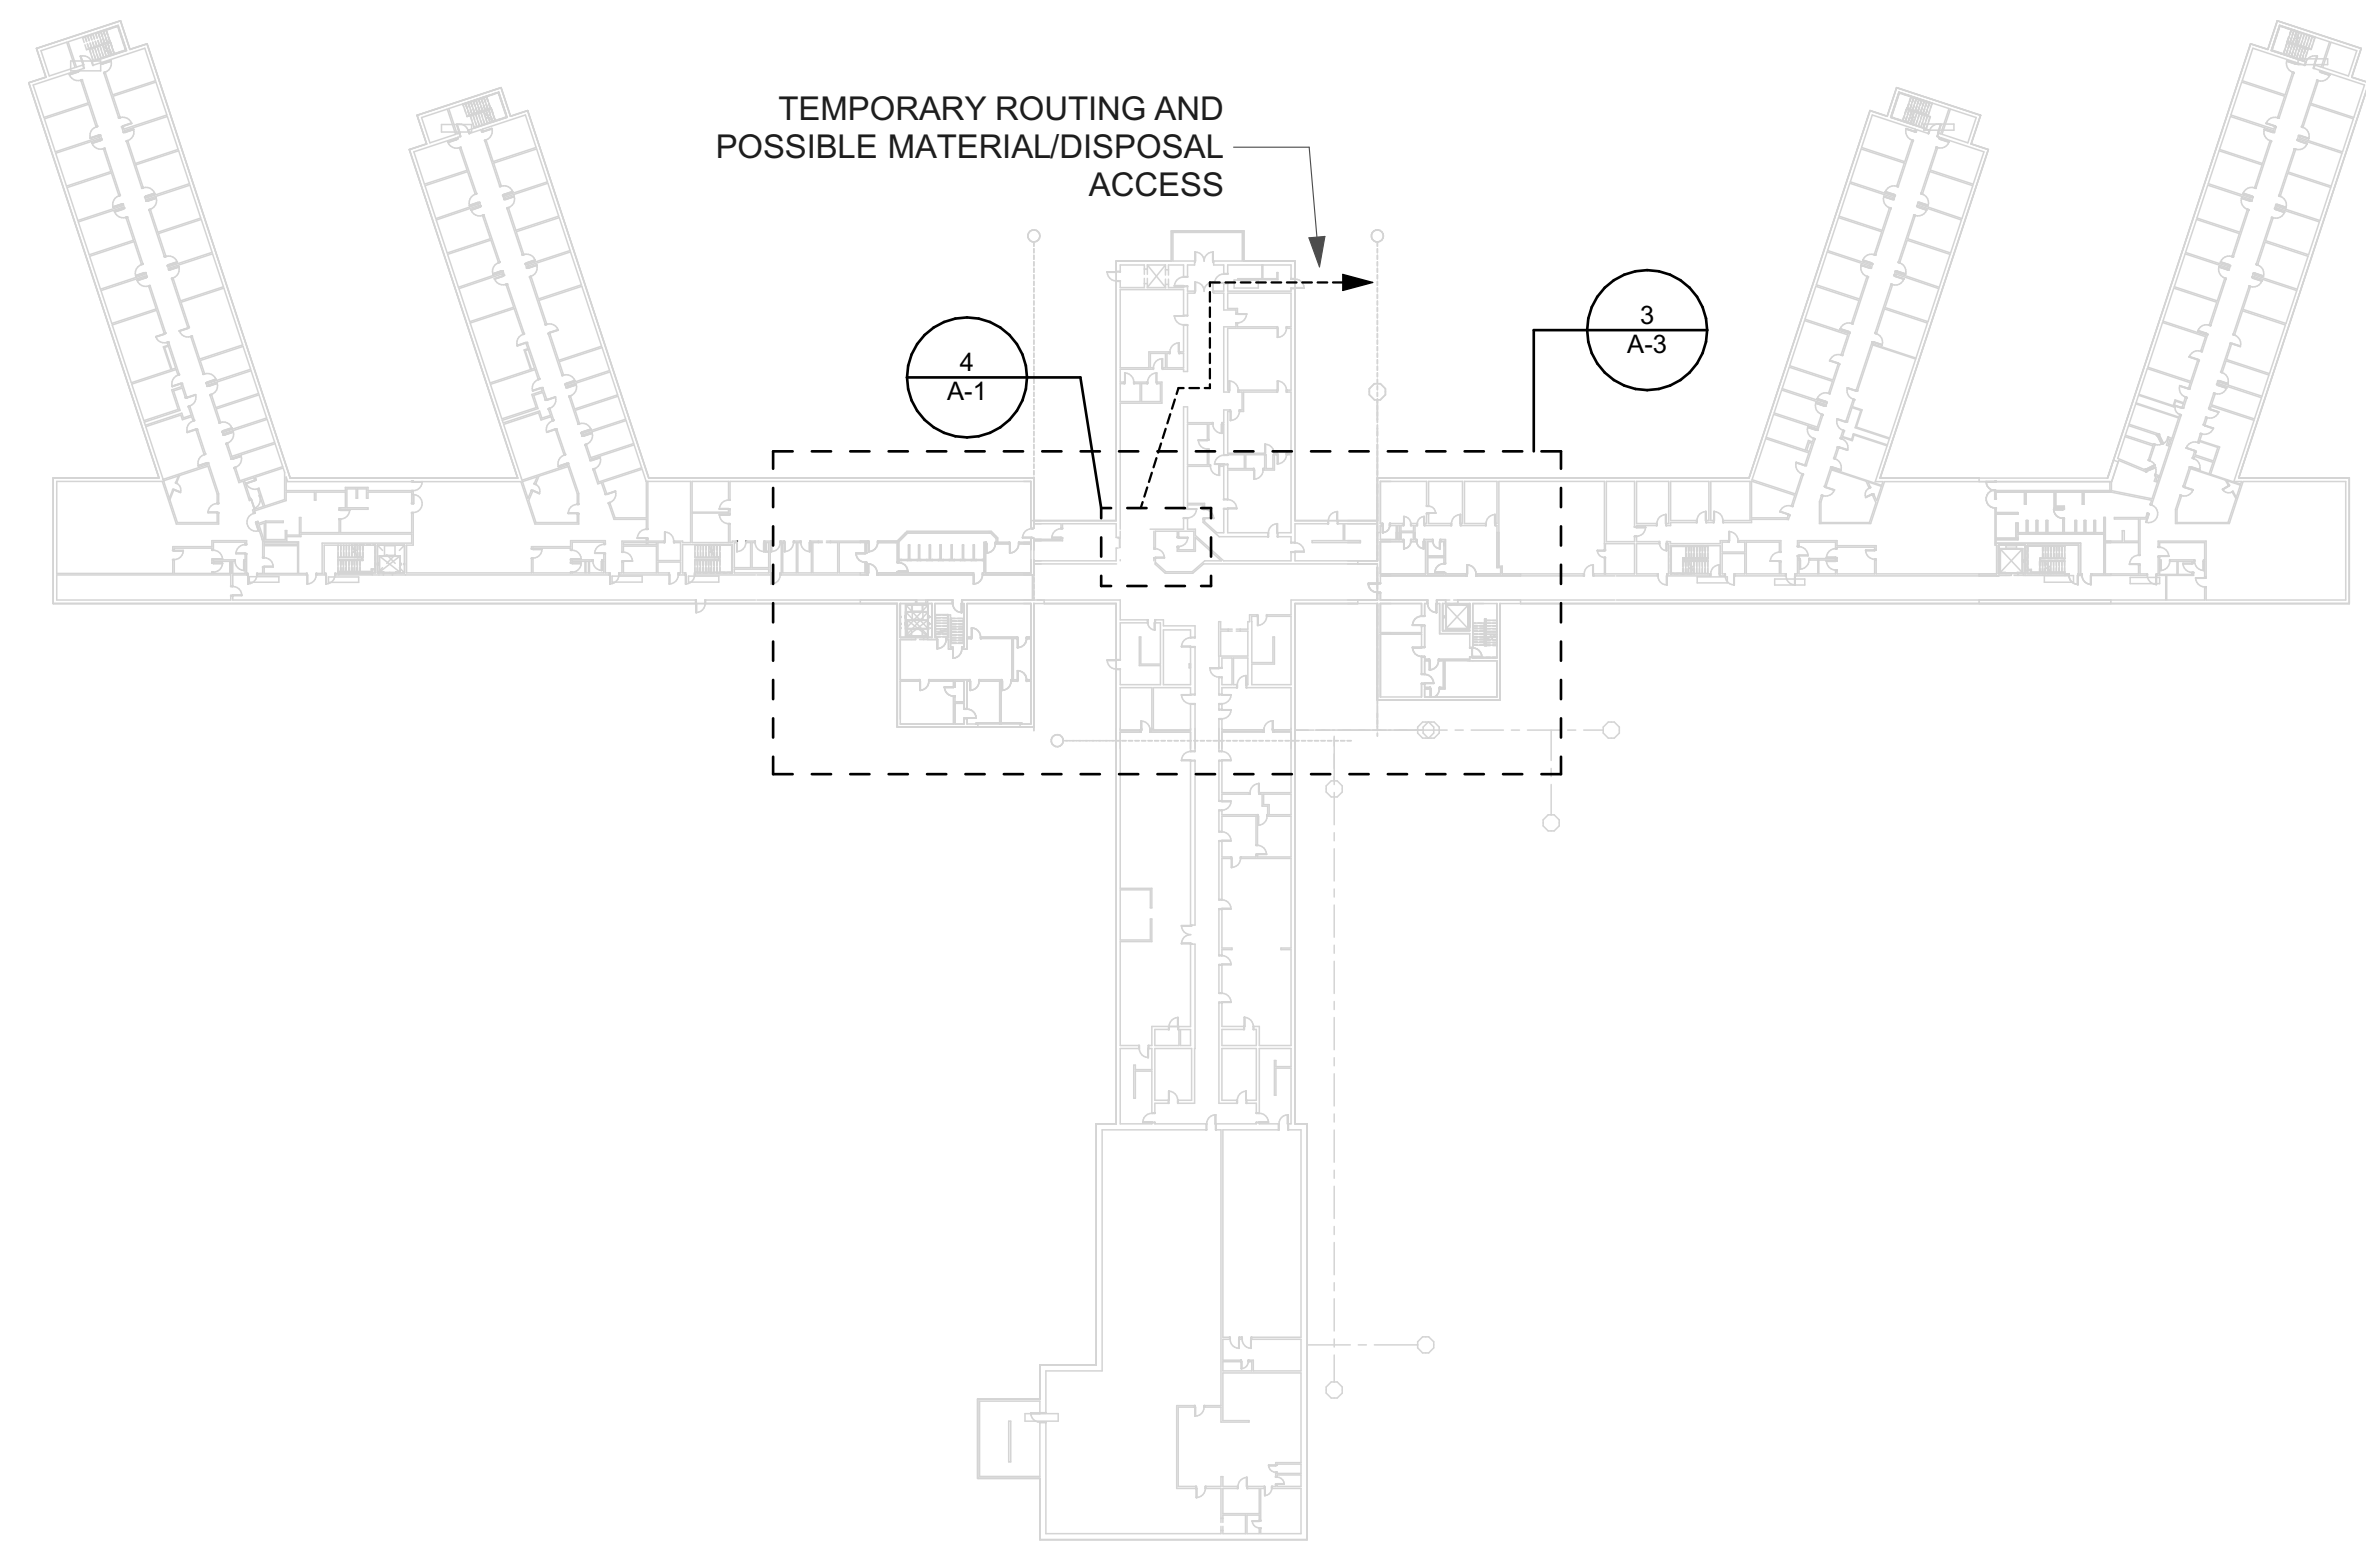 TEMPORARY ROUTING AND
POSSIBLE MATERIAL/DISPOSAL
ACCESS
3
A-3
4
A-1